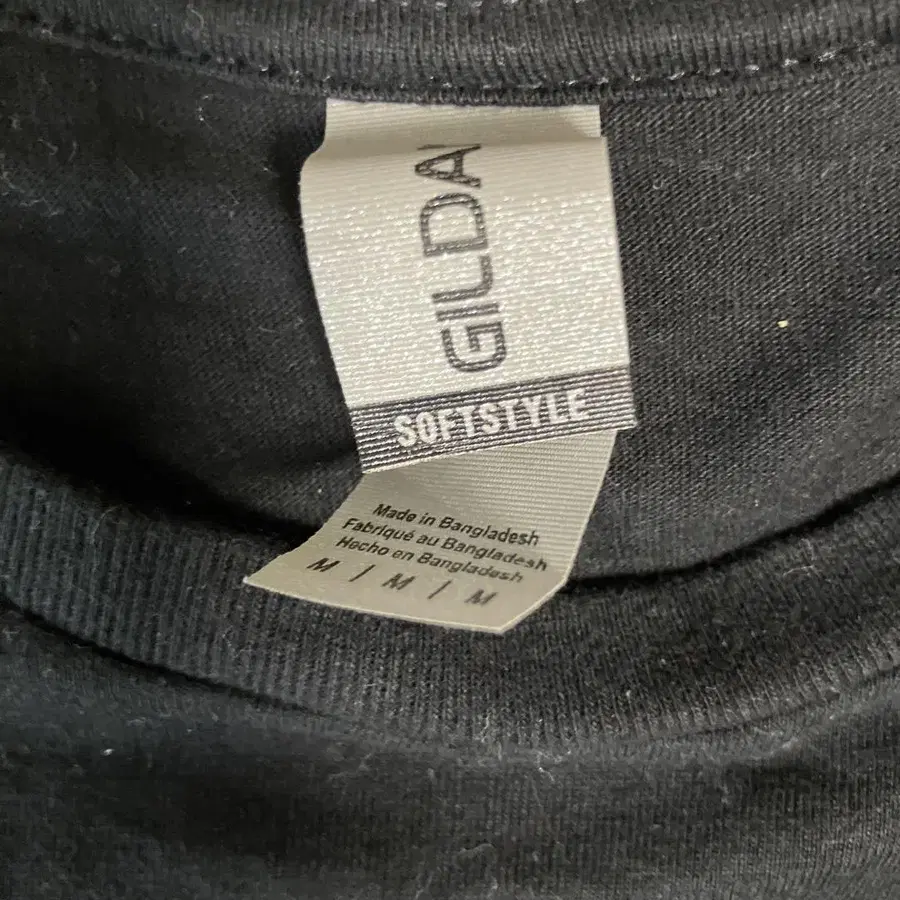 GILDA
SOFTSTYLE
Made in Bangladesh
Fabriqué au Bangladesh
Hecho en Bangladesh
M / M / M